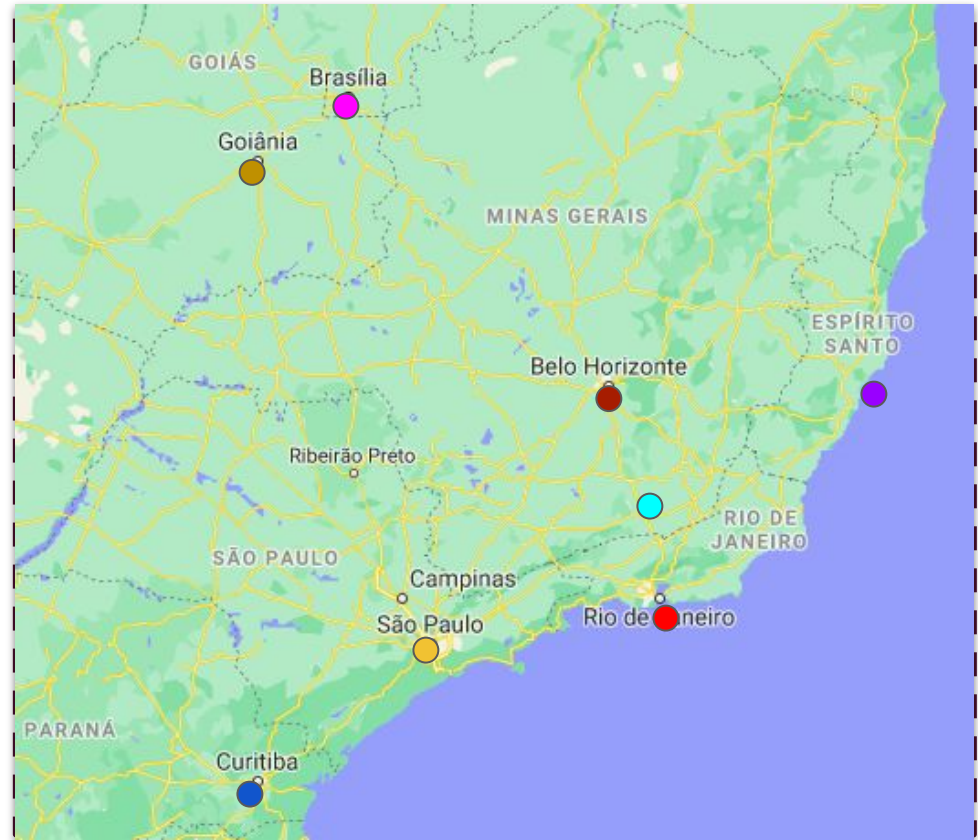 GOIÁS
Brasília
Goiânia
MINAS GERAIS
ESPÍRITO
SANTO
Belo Horizonte
Ribeirão Preto
RIO DE
JANEIRO
SÃO PAULO
Campinas
São Paulo
Rio de Janeiro
PARANÁ
Curitiba